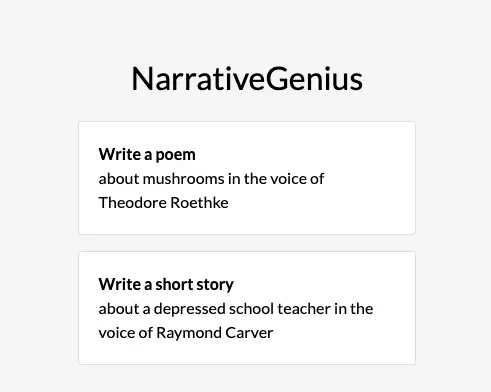 NarrativeGenius
Write a poem
about mushrooms in the voice of
Theodore Roethke
Write a short story
about a depressed school teacher in the
voice of Raymond Carver